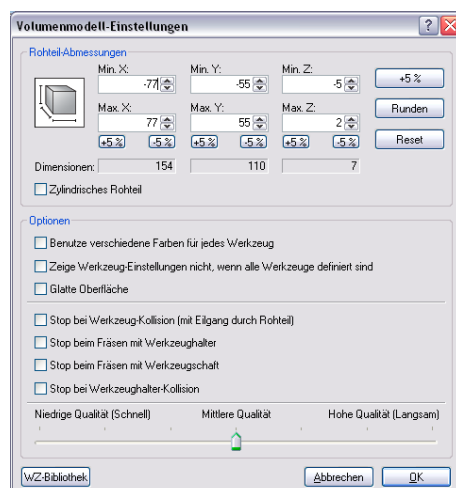 Volumenmodell-Einstellungen
Rohteil-Abmessungen
Min. X: Min. Y: Min. Z:
-77 -55 -5 +5 %
Max. X: Max. Y: Max. Z: Runden
77 55 2
+5 % -5 % +5 % -5 % +5 % -5 % Reset
Dimensionen: 154 110 7
Zylindrisches Rohteil
Optionen
Benutze verschiedene Farben für jedes Werkzeug
Zeige Werkzeug-Einstellungen nicht, wenn alle Werkzeuge definiert sind
Glatte Oberfläche
Stop bei Werkzeug-Kollision (mit Eilgang durch Rohteil)
Stop beim Fräsen mit Werkzeughalter
Stop beim Fräsen mit Werkzeugschaft
Stop bei Werkzeughalter-Kollision
Niedrige Qualität (Schnell) Mittlere Qualität Hohe Qualität (Langsam)
WZ-Bibliothek Abbrechen OK